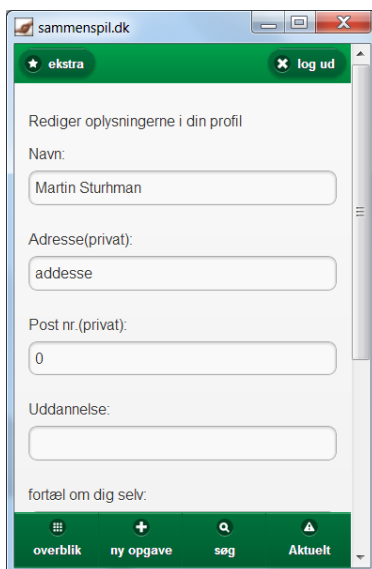 sammenspil.dk
ekstra
log ud
Rediger oplysningerne i din profil
Navn:
Martin Sturhman
Adresse(privat):
addesse
Post nr.(privat):
0
Uddannelse:
fortæl om dig selv:
overblik ny opgave søg Aktuelt